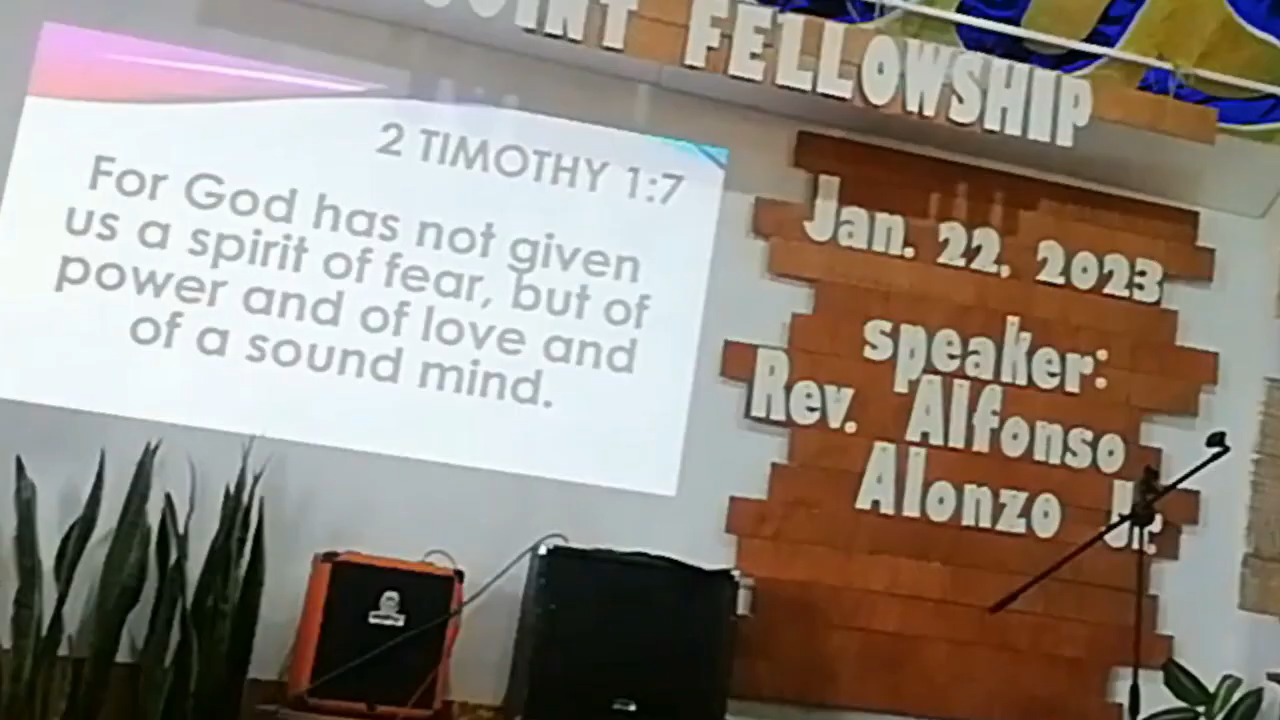 JOINT FELLOWSHIP
2 TIMOTHY 1:7
For God has not given
us a spirit of fear, but of
power and of love and
of a sound mind.
Jan. 22, 2023
speaker:
Rev. Alfonso
Alonzo Jr.